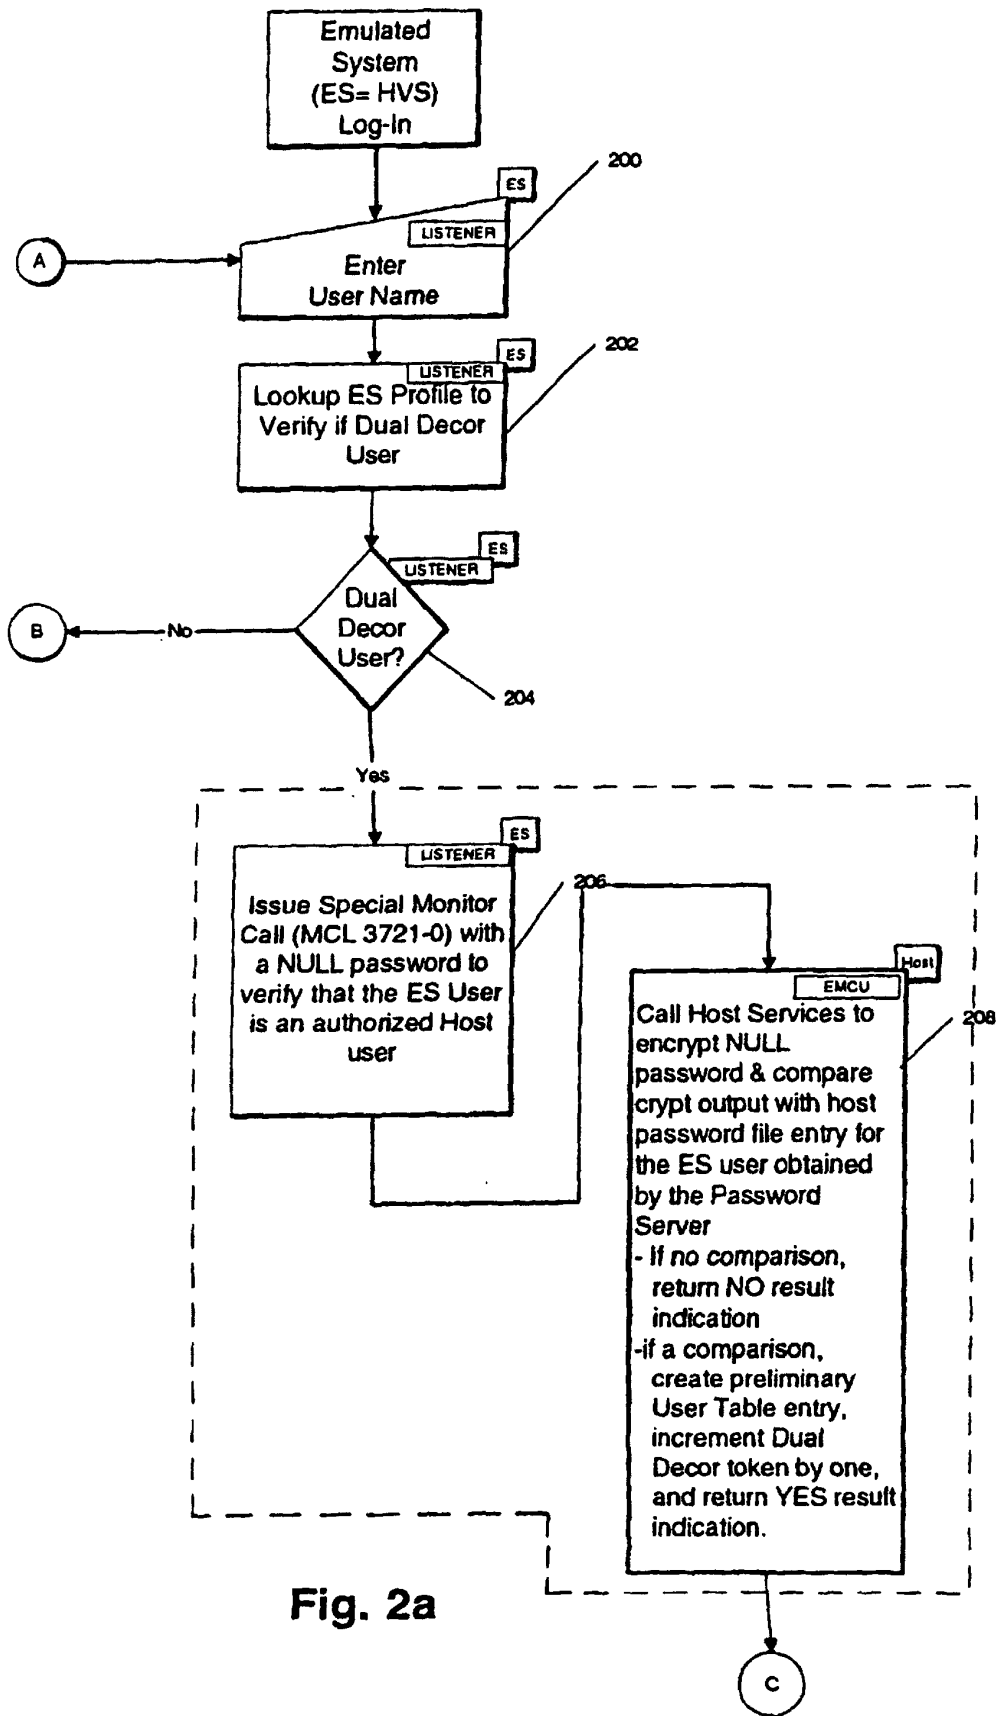 Emulated
System
(ES= HVS)
Log-In
200
ES
LISTENER
A
Enter
User Name
202
ES
LISTENER
Lookup ES Profile to
Verify if Dual Decor
User
ES
LISTENER
Dual
Decor
User?
B
No
204
Yes
ES
LISTENER
206
Issue Special Monitor
Call (MCL 3721-0) with
a NULL password to
verify that the ES User
is an authorized Host
user
Host
EMCU
208
Call Host Services to
encrypt NULL
password & compare
crypt output with host
password file entry for
the ES user obtained
by the Password
Server
- If no comparison,
return NO result
indication
-if a comparison,
create preliminary
User Table entry,
increment Dual
Decor token by one,
and return YES result
indication.
Fig. 2a
C